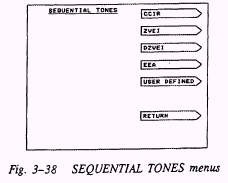 SEQUENTIAL TONES
CCIR
ZVEI
DZVEI
EEA
USER DEFINED
RETURN
Fig. 3–38 SEQUENTIAL TONES menus